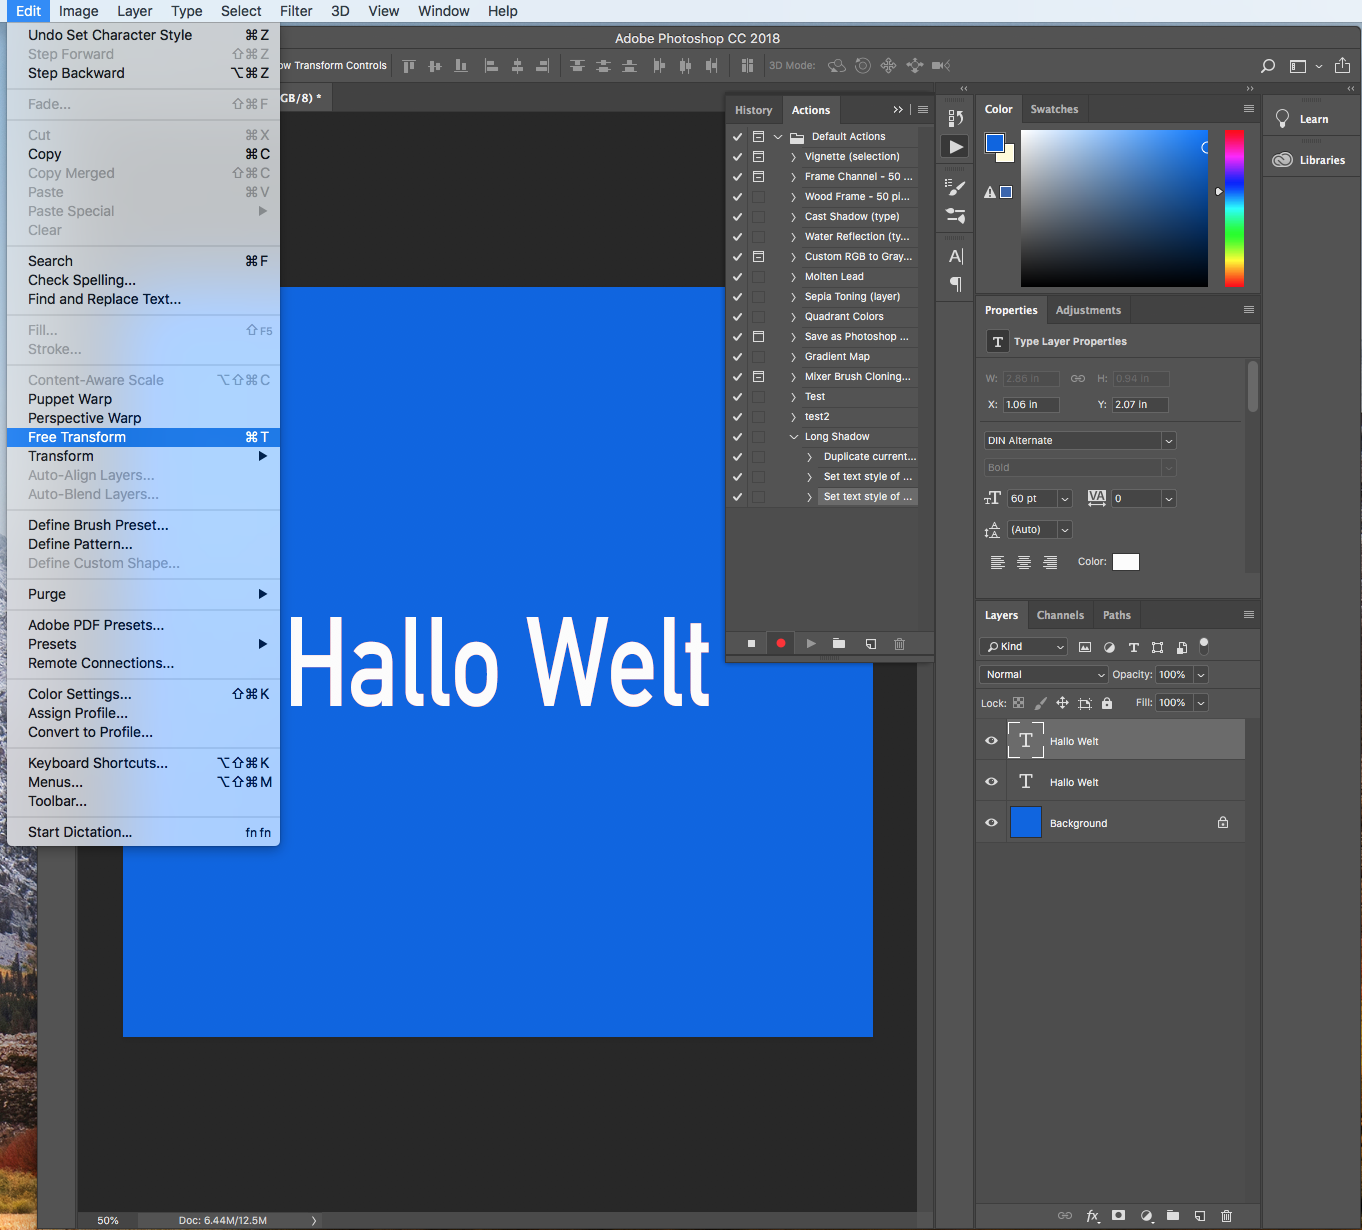 Edit Image Layer Type Select Filter 3D View Window Help
Adobe Photoshop CC 2018
Undo Set Character Style ⌘Z
Step Forward ⇧⌘Z
Step Backward ⌥⌘Z
Fade... ⇧⌘F
Cut ⌘X
Copy ⌘C
Copy Merged ⇧⌘C
Paste ⌘V
Paste Special
Clear
Search ⌘F
Check Spelling...
Find and Replace Text...
Fill... ⇧F5
Stroke...
Content-Aware Scale ⌥⇧⌘C
Puppet Warp
Perspective Warp
Free Transform ⌘T
Transform
Auto-Align Layers...
Auto-Blend Layers...
Define Brush Preset...
Define Pattern...
Define Custom Shape...
Purge
Adobe PDF Presets...
Presets
Remote Connections...
Color Settings... ⇧⌘K
Assign Profile...
Convert to Profile...
Keyboard Shortcuts... ⌥⇧⌘K
Menus... ⌥⇧⌘M
Toolbar...
Start Dictation... fn fn
ow Transform Controls
3D Mode:
GB/8) *
Hallo Welt
50% Doc: 6.44M/12.5M
History Actions
Default Actions
Vignette (selection)
Frame Channel - 50 ...
Wood Frame - 50 pi...
Cast Shadow (type)
Water Reflection (ty...
Custom RGB to Gray...
Molten Lead
Sepia Toning (layer)
Quadrant Colors
Save as Photoshop ...
Gradient Map
Mixer Brush Cloning...
Test
test2
Long Shadow
Duplicate current...
Set text style of ...
Set text style of ...
Color Swatches
Learn
Libraries
Properties Adjustments
Type Layer Properties
W: 2.86 in H: 0.94 in
X: 1.06 in Y: 2.07 in
DIN Alternate
Bold
60 pt VA 0
(Auto)
Color:
Layers Channels Paths
Kind
Normal Opacity: 100%
Lock: Fill: 100%
Hallo Welt
Hallo Welt
Background